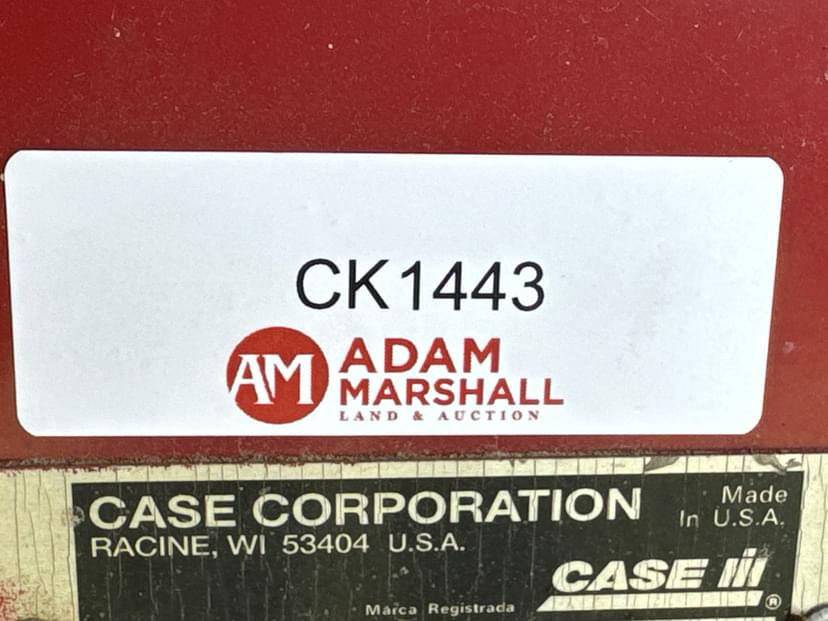 CK1443
AM
ADAM
MARSHALL
LAND & AUCTION
CASE CORPORATION
Made
In U.S.A.
RACINE, WI 53404 U.S.A.
CASE IH
®
Marca Registrada